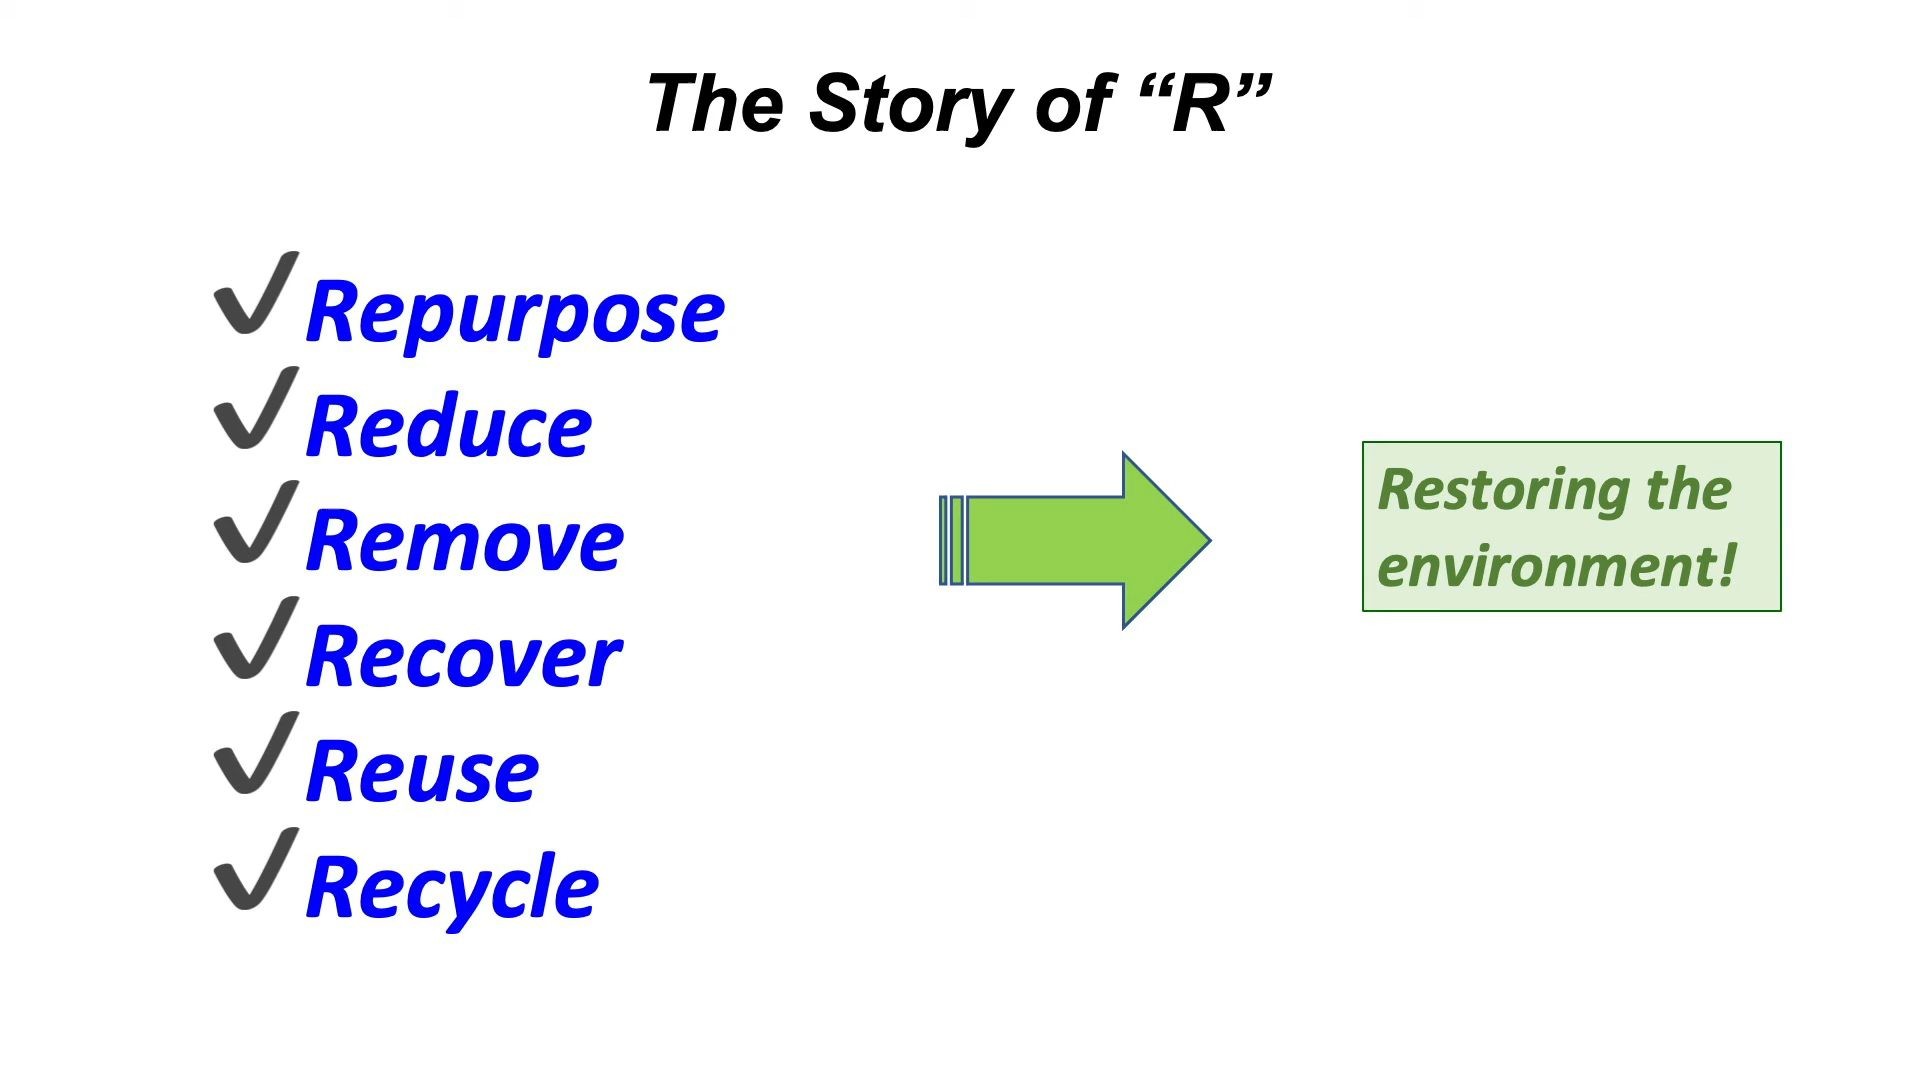 The Story of “R”
✔Repurpose
✔Reduce
✔Remove
✔Recover
✔Reuse
✔Recycle
Restoring the
environment!